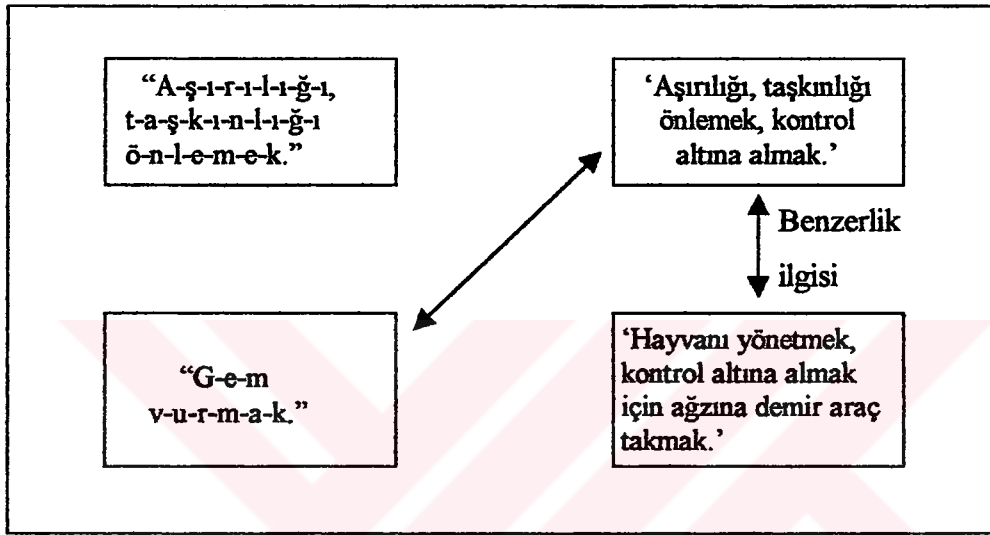 “A-ş-ı-r-ı-l-ı-ğ-ı,
t-a-ş-k-ı-n-l-ı-ğ-ı
ö-n-l-e-m-e-k.”
‘Aşırılığı, taşkınlığı
önlemek, kontrol
altına almak.’
Benzerlik
ilgisi
“G-e-m
v-u-r-m-a-k.”
‘Hayvanı yönetmek,
kontrol altına almak
için ağzına demir araç
takmak.’